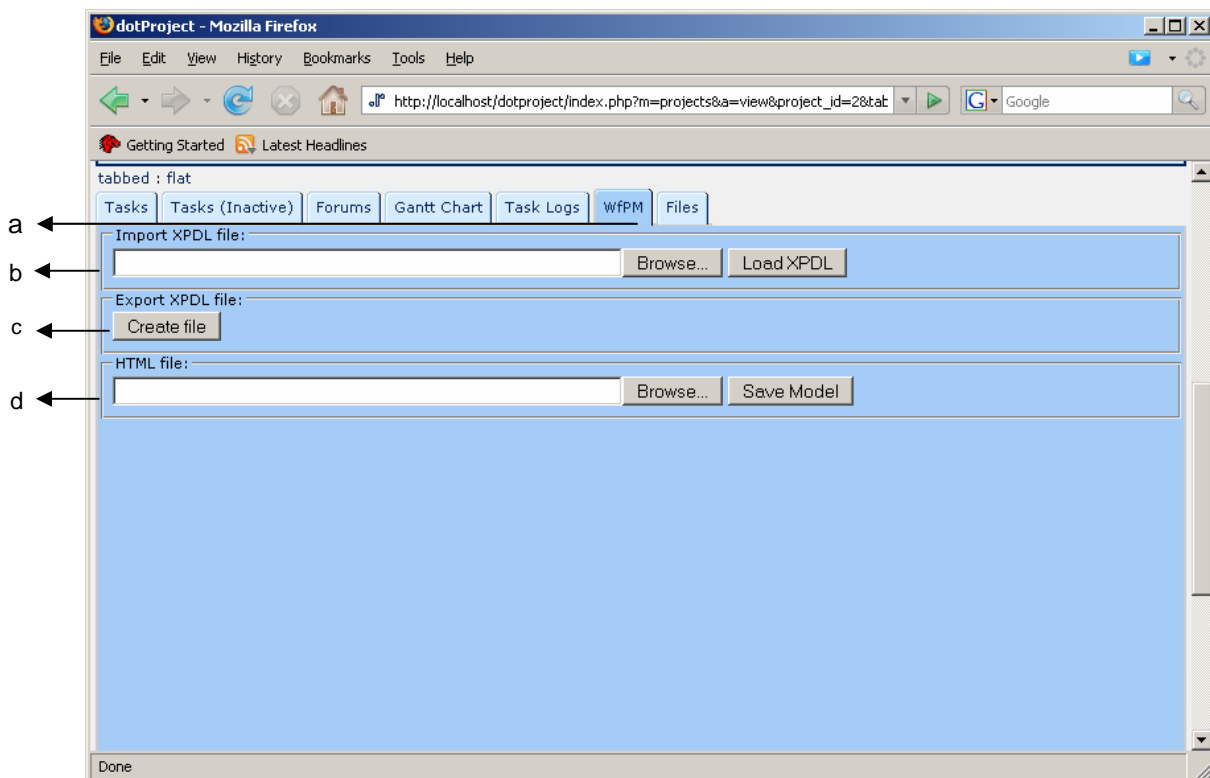 dotProject - Mozilla Firefox
File Edit View History Bookmarks Tools Help
http://localhost/dotproject/index.php?m=projects&a=view&project_id=2&tab
G Google
Getting Started Latest Headlines
tabbed : flat
Tasks Tasks (Inactive) Forums Gantt Chart Task Logs WfPM Files
a
Import XPDL file:
b Browse... Load XPDL
Export XPDL file:
c Create file
HTML file:
d Browse... Save Model
Done